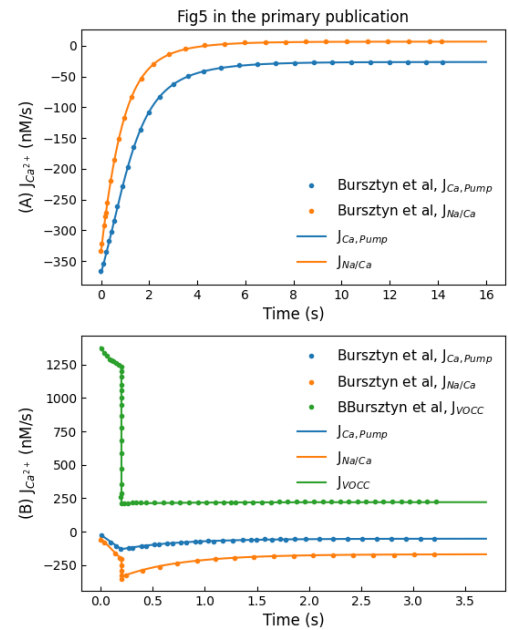 Fig5 in the primary publication
(A) J_{Ca²⁺} (nM/s)
0
−50
−100
−150
−200
−250
−300
−350
Bursztyn et al, J_{Ca,Pump}
Bursztyn et al, J_{Na/Ca}
J_{Ca,Pump}
J_{Na/Ca}
0 2 4 6 8 10 12 14 16
Time (s)
(B) J_{Ca²⁺} (nM/s)
1250
1000
750
500
250
0
−250
Bursztyn et al, J_{Ca,Pump}
Bursztyn et al, J_{Na/Ca}
BBursztyn et al, J_{VOCC}
J_{Ca,Pump}
J_{Na/Ca}
J_{VOCC}
0.0 0.5 1.0 1.5 2.0 2.5 3.0 3.5
Time (s)